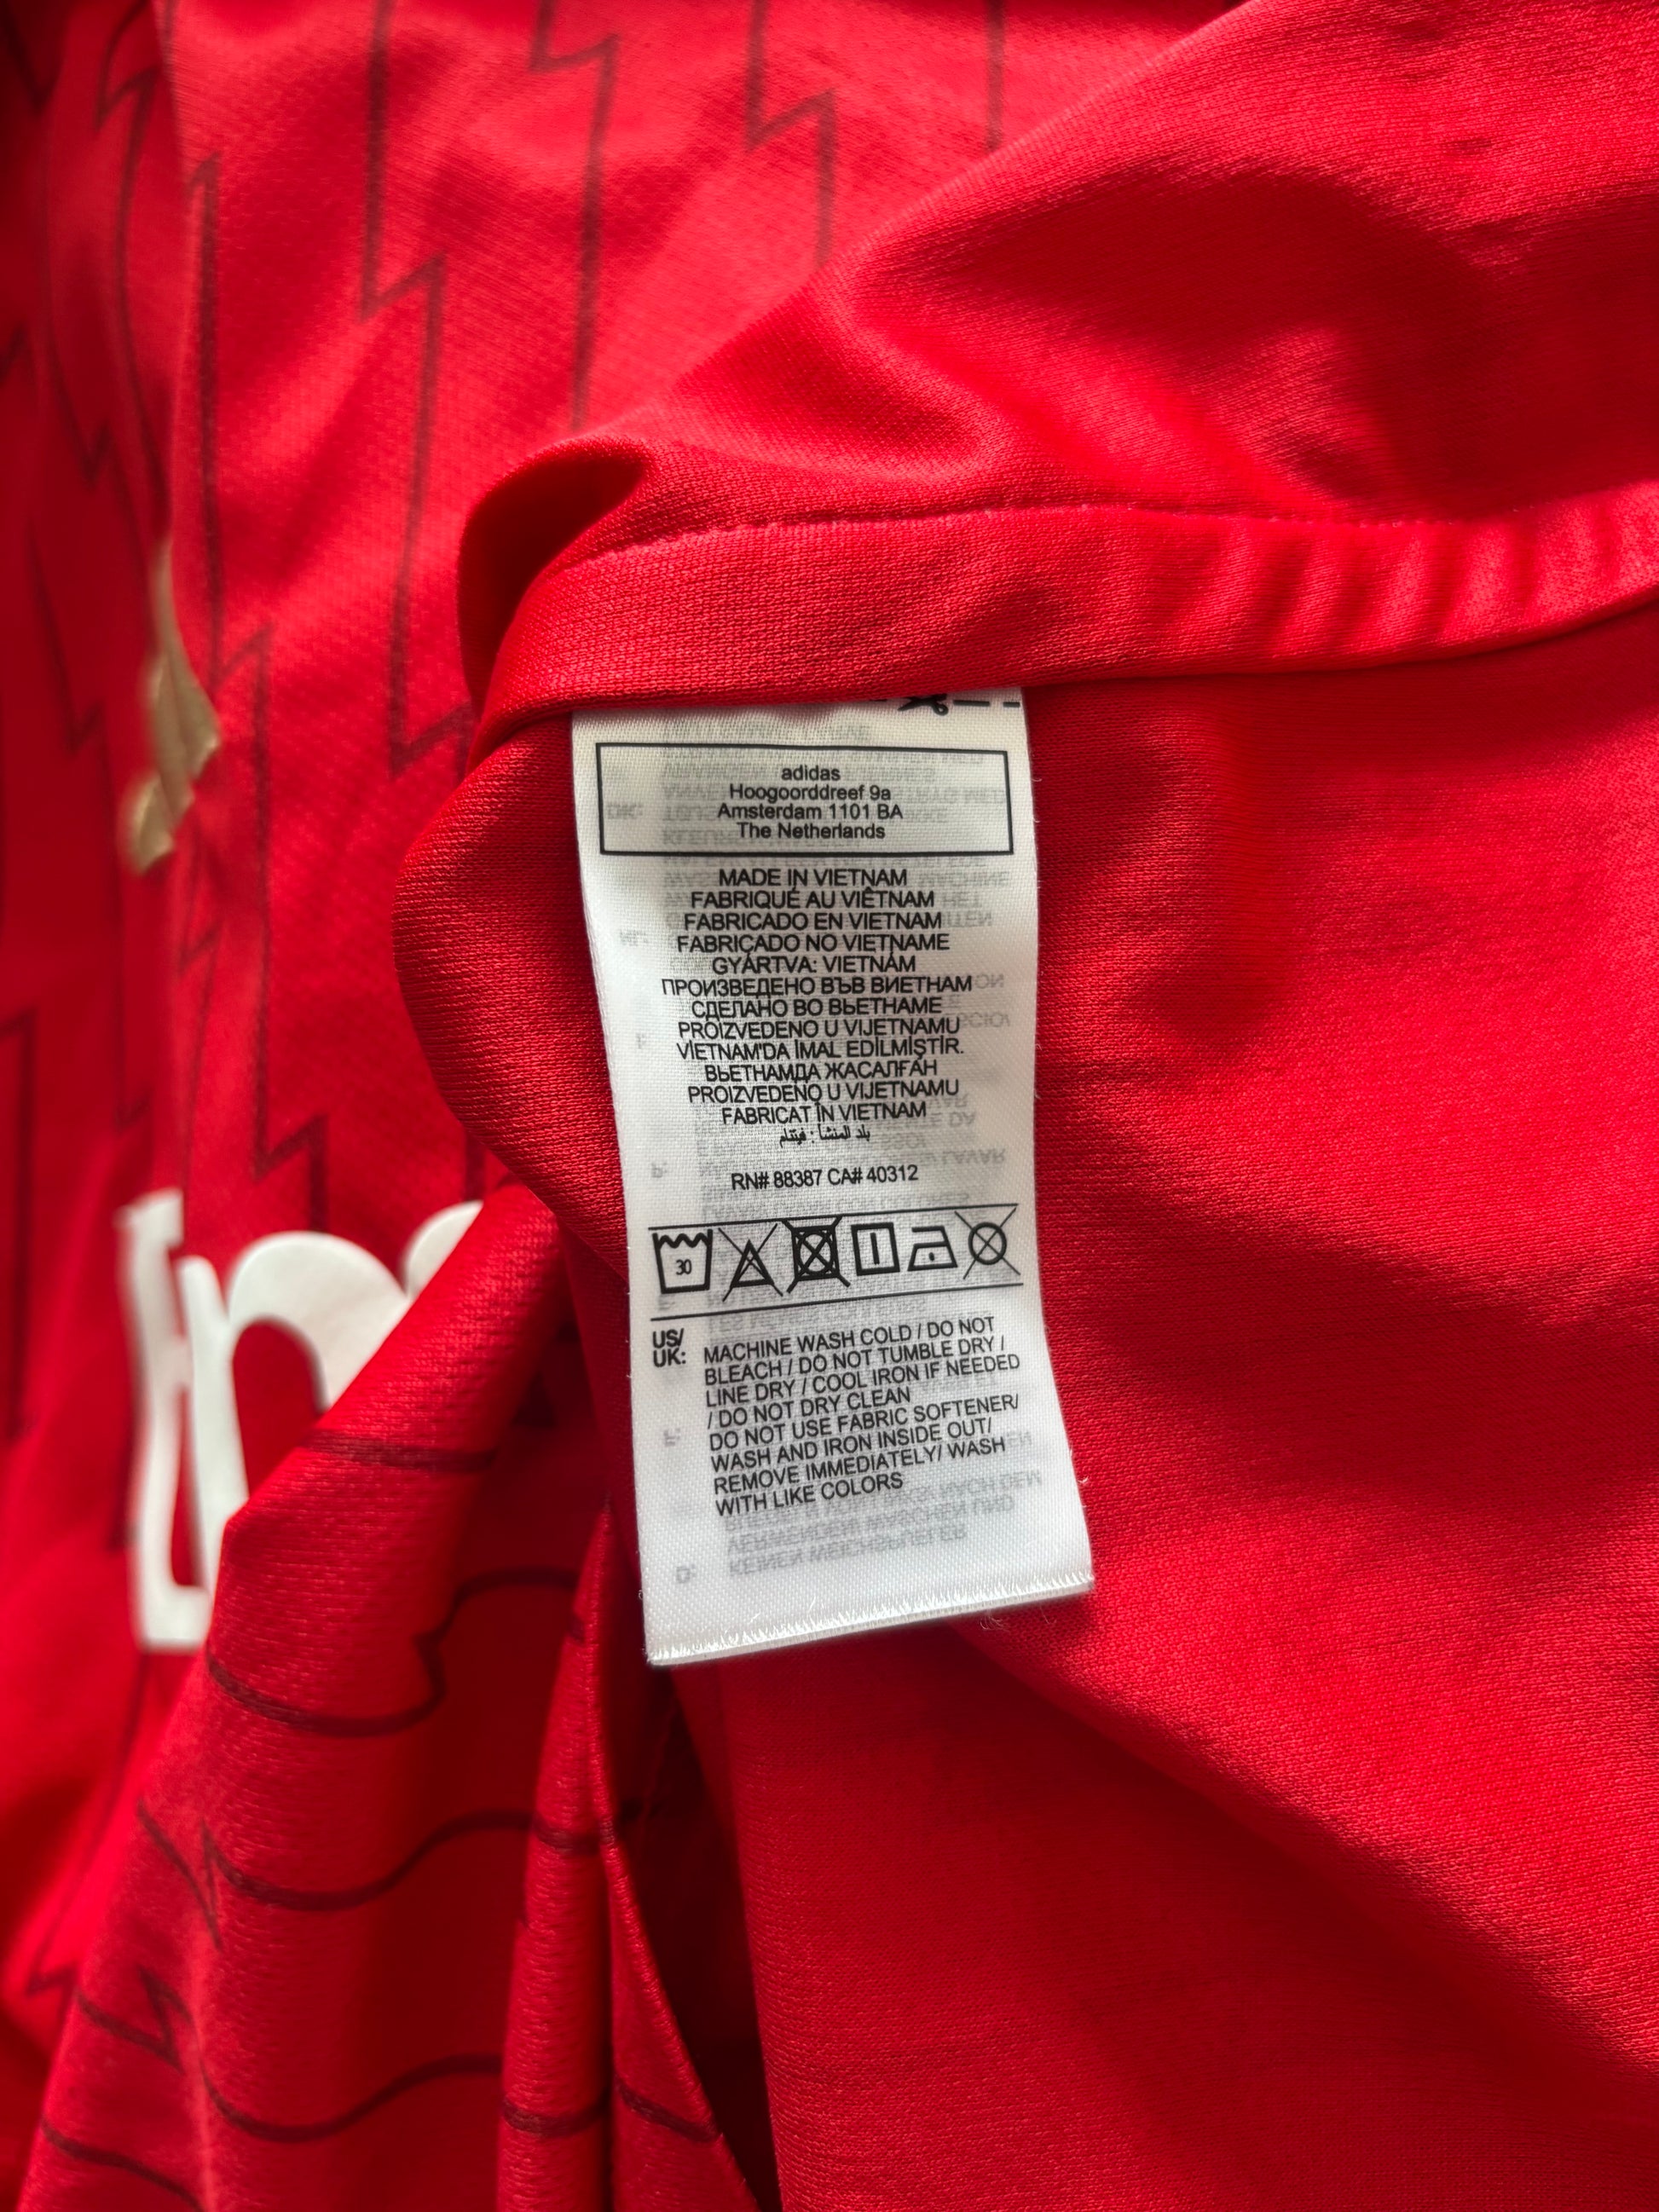 adidas
Hoogoorddreef 9a
Amsterdam 1101 BA
The Netherlands
MADE IN VIETNAM
FABRIQUÉ AU VIÊTNAM
FABRICADO EN VIETNAM
FABRICADO NO VIETNAME
GYÁRTVA: VIETNÁM
ПРОИЗВЕДЕНО ВЪВ ВИЕТНАМ
СДЕЛАНО ВО ВЬЕТНАМЕ
PROIZVEDENO U VIJETNAMU
VİETNAM'DA İMAL EDİLMİŞTİR.
ВЬЕТНАМДА ЖАСАЛҒАН
PROIZVEDENO U VIJETNAMU
FABRICAT ÎN VIETNAM
بلد المنشأ : فيتنام
RN# 88387 CA# 40312
30
US/
UK: MACHINE WASH COLD / DO NOT
BLEACH / DO NOT TUMBLE DRY /
LINE DRY / COOL IRON IF NEEDED
/ DO NOT DRY CLEAN
DO NOT USE FABRIC SOFTENER/
WASH AND IRON INSIDE OUT/
REMOVE IMMEDIATELY/ WASH
WITH LIKE COLORS